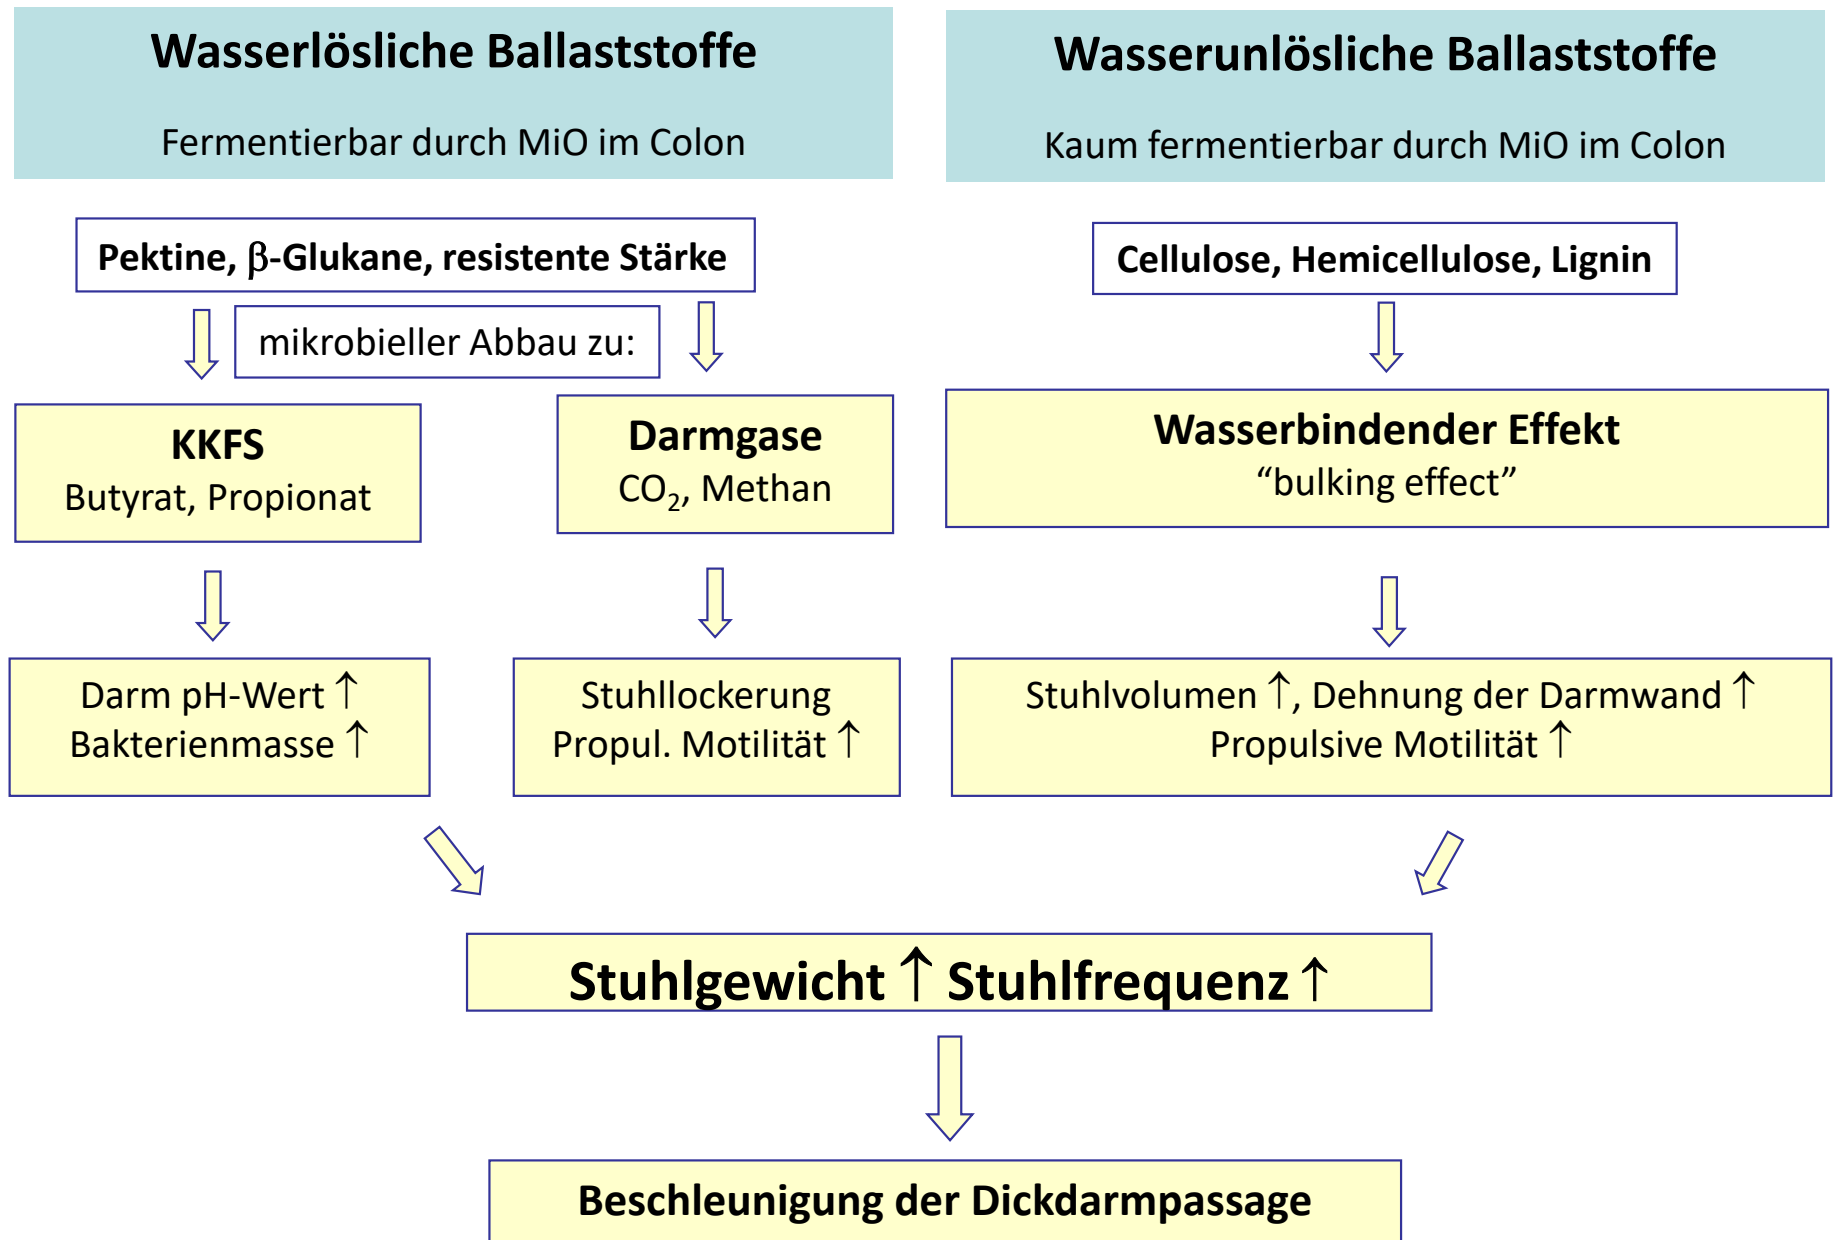 Wasserlösliche Ballaststoffe
Fermentierbar durch MiO im Colon
Pektine, β-Glukane, resistente Stärke
mikrobieller Abbau zu:
KKFS
Butyrat, Propionat
Darmgase
CO₂, Methan
Darm pH-Wert ↑
Bakterienmasse ↑
Stuhllockerung
Propul. Motilität ↑
Wasserunlösliche Ballaststoffe
Kaum fermentierbar durch MiO im Colon
Cellulose, Hemicellulose, Lignin
Wasserbindender Effekt
“bulking effect”
Stuhlvolumen ↑, Dehnung der Darmwand ↑
Propulsive Motilität ↑
Stuhlgewicht ↑ Stuhlfrequenz ↑
Beschleunigung der Dickdarmpassage